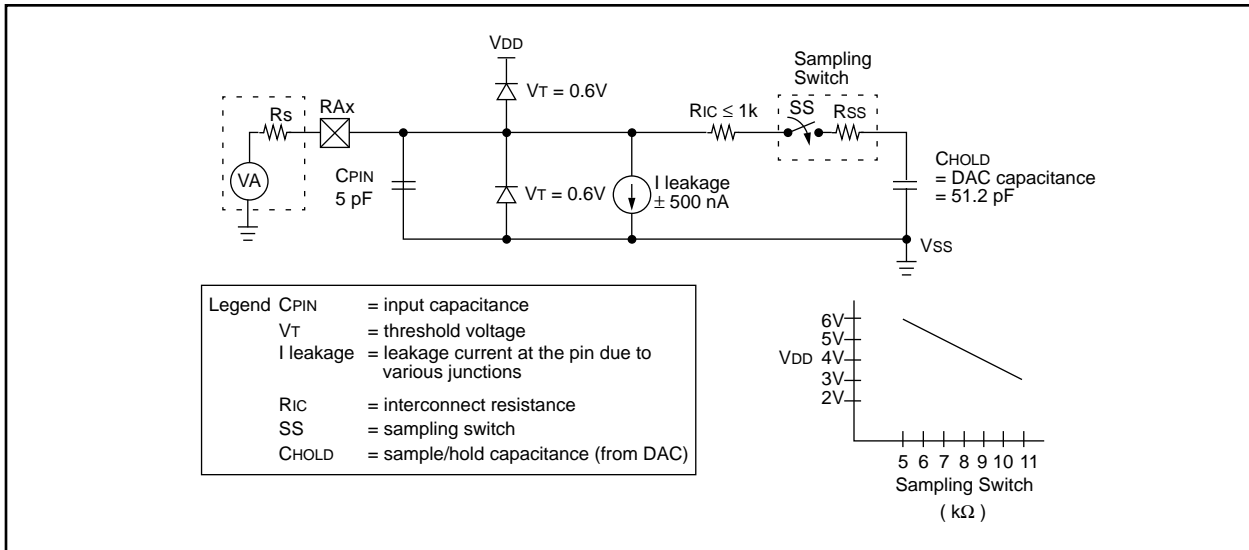 VDD
VT = 0.6V
Sampling
Switch
Rs
RAx
RIC ≤ 1k
SS
RSS
VA
CPIN
5 pF
VT = 0.6V
I leakage
± 500 nA
CHOLD
= DAC capacitance
= 51.2 pF
VSS
Legend CPIN = input capacitance
VT = threshold voltage
I leakage = leakage current at the pin due to
various junctions
RIC = interconnect resistance
SS = sampling switch
CHOLD = sample/hold capacitance (from DAC)
6V
5V
VDD 4V
3V
2V
5 6 7 8 9 10 11
Sampling Switch
( kΩ )